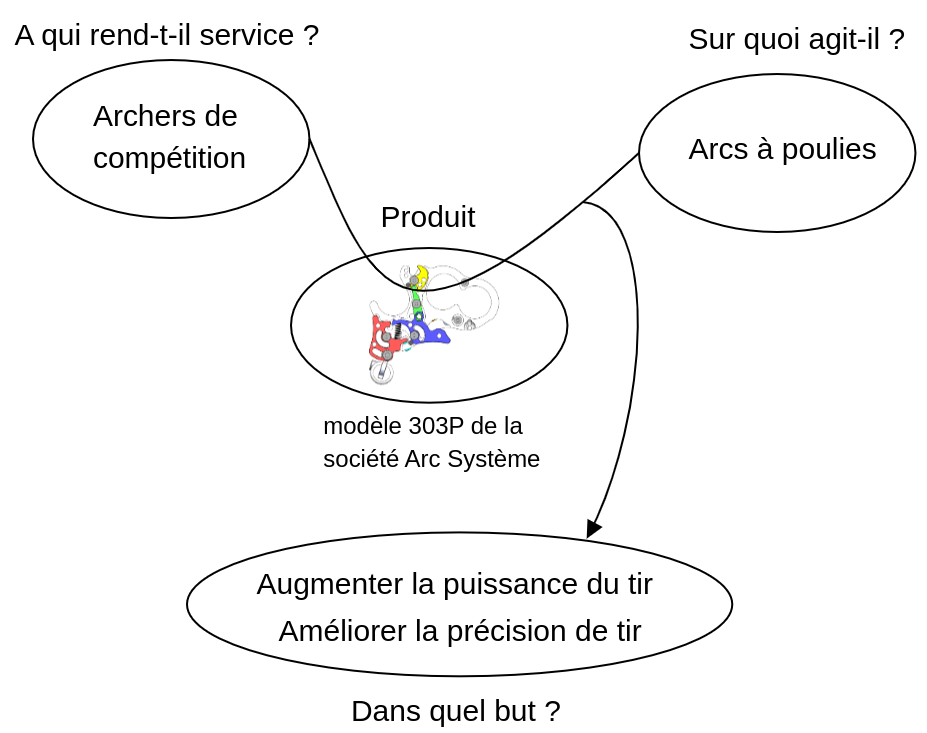 A qui rend-t-il service ?
Sur quoi agit-il ?
Archers de
compétition
Arcs à poulies
Produit
modèle 303P de la
société Arc Système
Augmenter la puissance du tir
Améliorer la précision de tir
Dans quel but ?